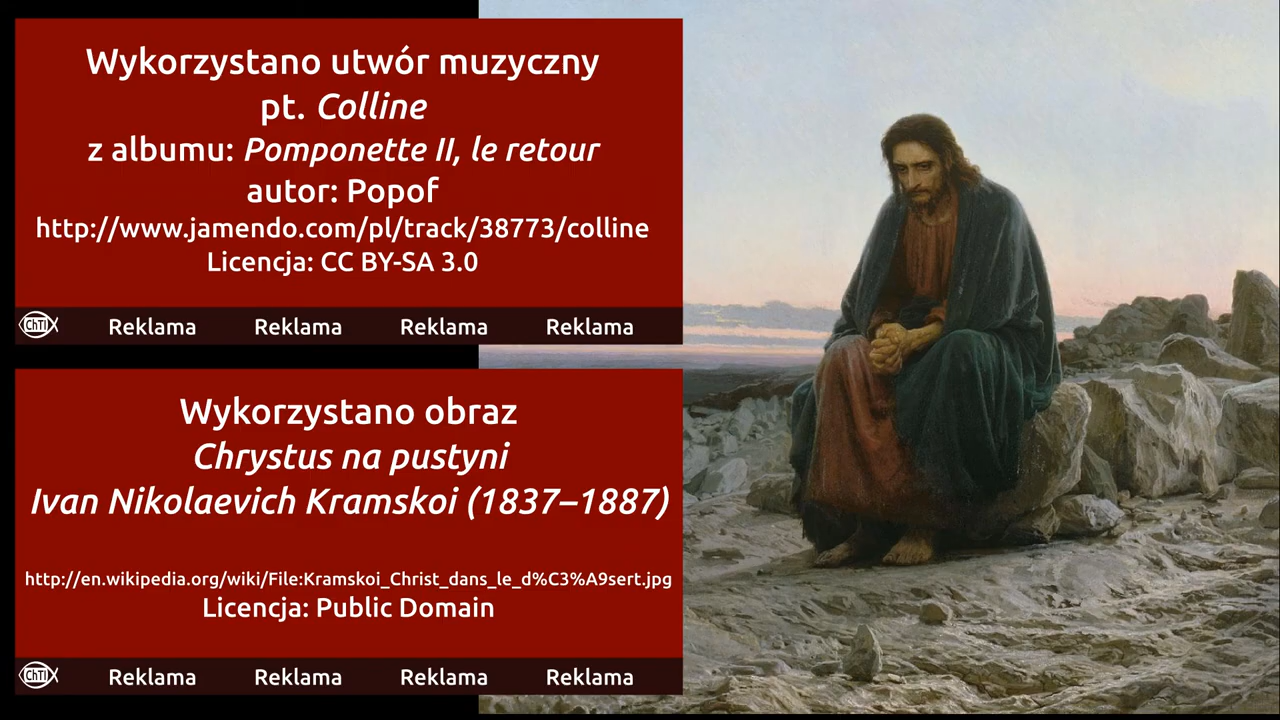 Wykorzystano utwór muzyczny
pt. Colline
z albumu: Pomponette II, le retour
autor: Popof
http://www.jamendo.com/pl/track/38773/colline
Licencja: CC BY-SA 3.0
ChTI Reklama Reklama Reklama Reklama
Wykorzystano obraz
Chrystus na pustyni
Ivan Nikolaevich Kramskoi (1837–1887)
http://en.wikipedia.org/wiki/File:Kramskoi_Christ_dans_le_d%C3%A9sert.jpg
Licencja: Public Domain
ChTI Reklama Reklama Reklama Reklama